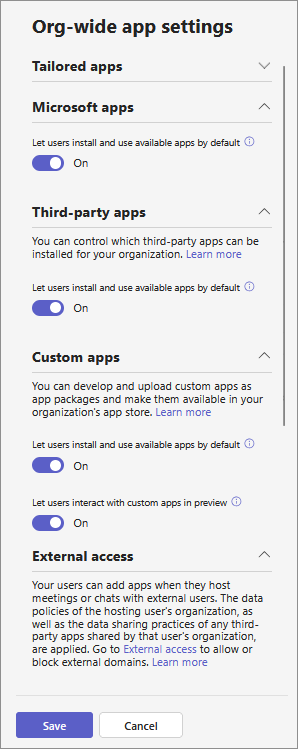 Org-wide app settings
Tailored apps
Microsoft apps
Let users install and use available apps by default
On
Third-party apps
You can control which third-party apps can be
installed for your organization. Learn more
Let users install and use available apps by default
On
Custom apps
You can develop and upload custom apps as
app packages and make them available in your
organization's app store. Learn more
Let users install and use available apps by default
On
Let users interact with custom apps in preview
On
External access
Your users can add apps when they host
meetings or chats with external users. The data
policies of the hosting user's organization, as
well as the data sharing practices of any third-
party apps shared by that user's organization,
are applied. Go to External access to allow or
block external domains. Learn more
Save Cancel